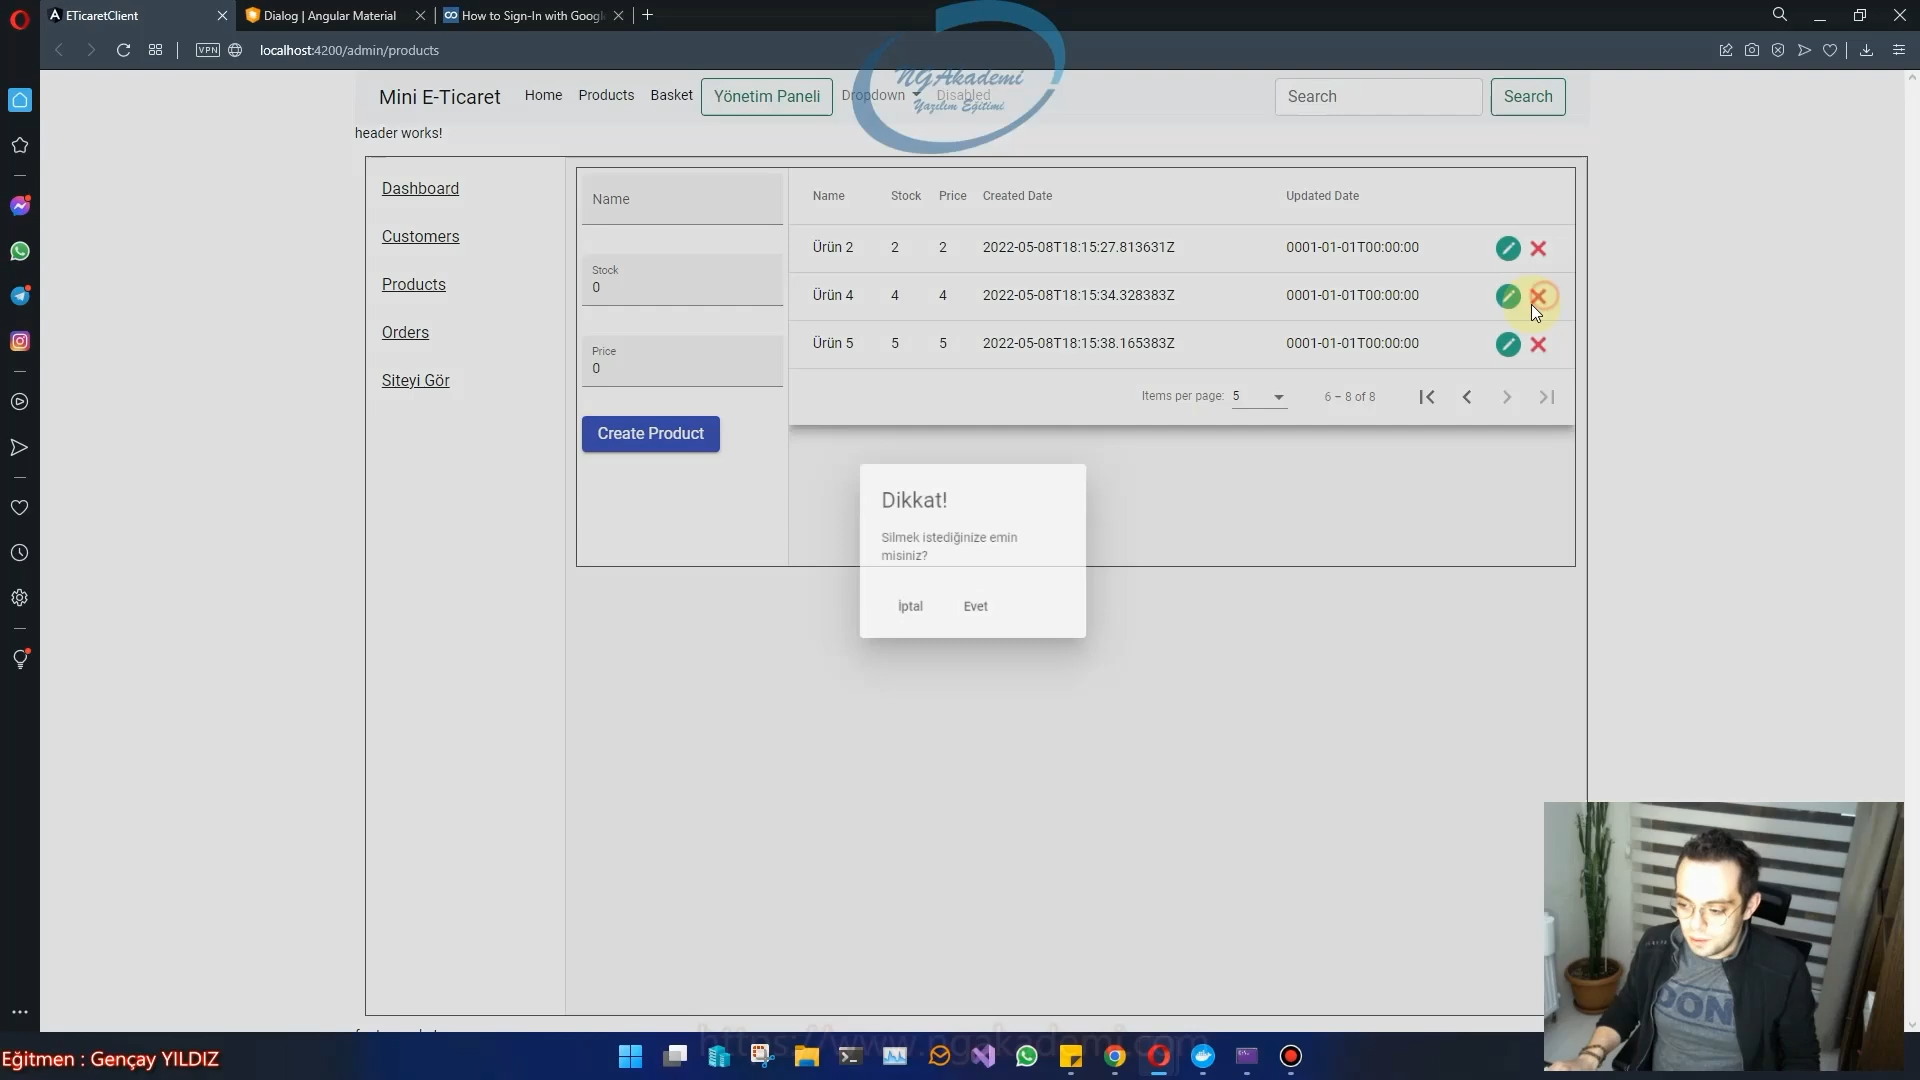 ETicaretClient
Dialog | Angular Material
How to Sign-In with Googl
VPN
localhost:4200/admin/products
NGAkademi
Yazılım Eğitimi
Mini E-Ticaret
Home
Products
Basket
Yönetim Paneli
Dropdown
Disabled
Search
Search
header works!
Dashboard
Customers
Products
Orders
Siteyi Gör
Name
Stock
0
Price
0
Create Product
Name Stock Price Created Date Updated Date
Ürün 2 2 2 2022-05-08T18:15:27.813631Z 0001-01-01T00:00:00
Ürün 4 4 4 2022-05-08T18:15:34.328383Z 0001-01-01T00:00:00
Ürün 5 5 5 2022-05-08T18:15:38.165383Z 0001-01-01T00:00:00
Items per page: 5 6 – 8 of 8
Dikkat!
Silmek istediğinize emin
misiniz?
İptal Evet
https://www.ngakademi.com
Eğitmen : Gençay YILDIZ